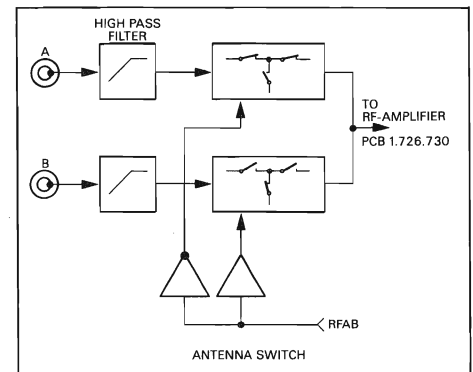 HIGH PASS
FILTER
A
TO
RF-AMPLIFIER
PCB 1.726.730
B
RFAB
ANTENNA SWITCH